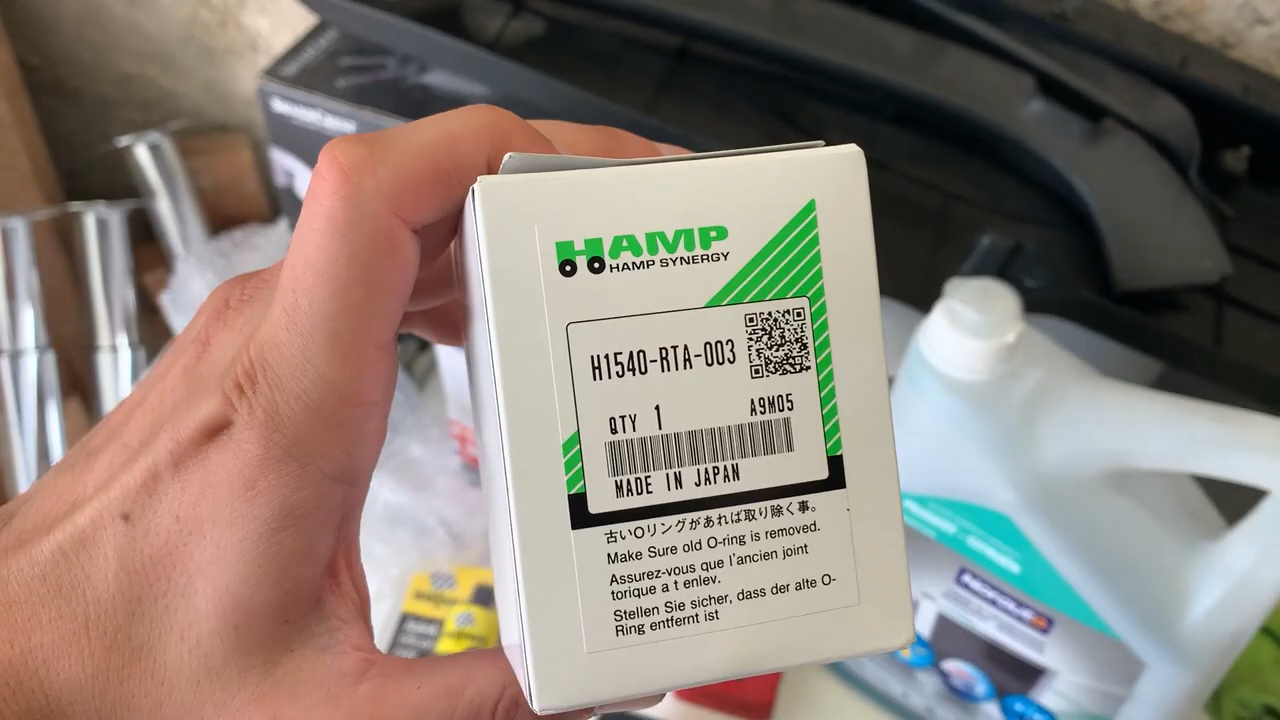 HAMP
HAMP SYNERGY
H1540-RTA-003
QTY 1
A9M05
MADE IN JAPAN
古いOリングがあれば取り除く事。
Make Sure old O-ring is removed.
Assurez-vous que l'ancien joint
torique a t enlev.
Stellen Sie sicher, dass der alte O-
Ring entfernt ist